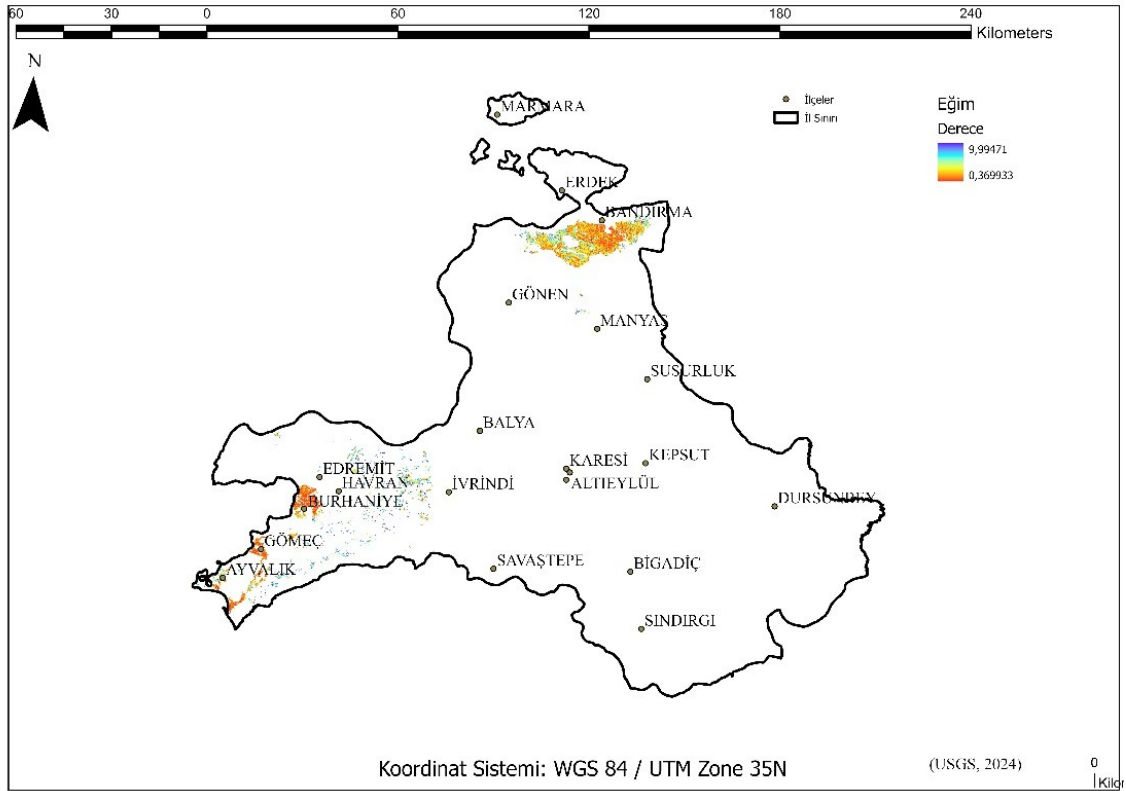 60 30 0 60 120 180 240
Kilometers
N
MARMARA
İlçeler
İl Sınırı
Eğim
Derece
9,99471
0,369933
ERDEK
BANDIRMA
GÖNEN
MANYAS
SUSURLUK
BALYA
KARESİ
KEPSUT
ALTIEYLÜL
EDREMİT
HAVRAN
İVRİNDİ
BURHANİYE
DURSUNBEY
GÖMEÇ
AYVALIK
SAVAŞTEPE
BİGADİÇ
SINDIRGI
Koordinat Sistemi: WGS 84 / UTM Zone 35N
(USGS, 2024)
0
Kilor